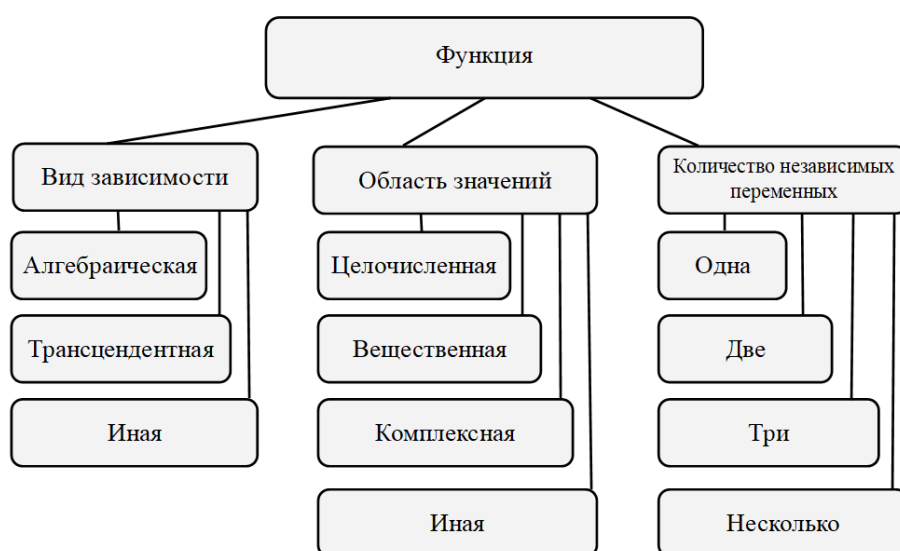 Функция
Вид зависимости
Алгебраическая
Трансцендентная
Иная
Область значений
Целочисленная
Вещественная
Комплексная
Иная
Количество независимых
переменных
Одна
Две
Три
Несколько